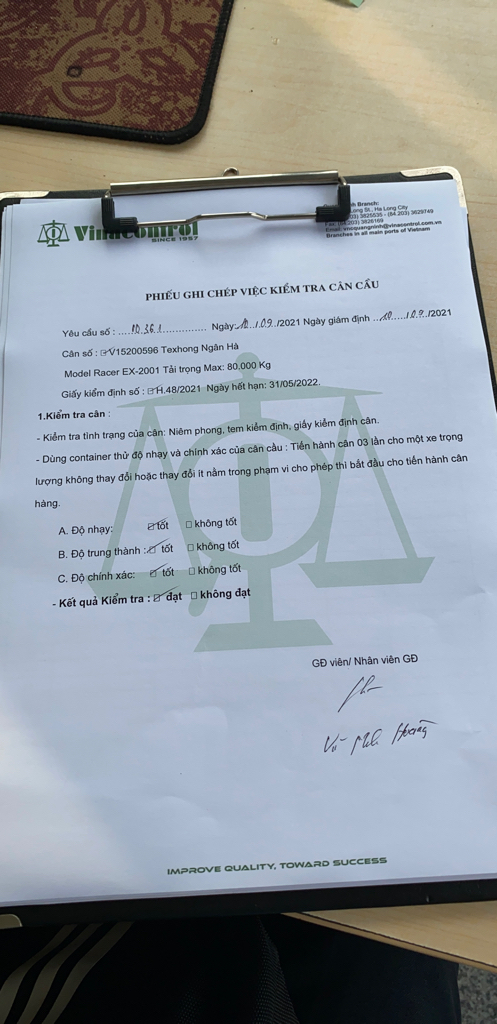 Vinacontrol
SINCE 1957
h Branch:
ong St., Ha Long City
203) 3825535 - (84.203) 3629749
Fax: (84.203) 3826169
Email: vncquangninh@vinacontrol.com.vn
Branches in all main ports of Vietnam
PHIẾU GHI CHÉP VIỆC KIỂM TRA CÂN CẨU
Yêu cầu số : ....10361.............. Ngày:10../09../2021 Ngày giám định ..10...../.09../2021
Cân số : V15200596 Texhong Ngân Hà
Model Racer EX-2001 Tải trọng Max: 80,000 Kg
Giấy kiểm định số : H.48/2021 Ngày hết hạn: 31/05/2022.
1.Kiểm tra cân :
- Kiểm tra tình trạng của cân: Niêm phong, tem kiểm định, giấy kiểm định cân.
- Dùng container thử độ nhạy và chính xác của cân cẩu : Tiến hành cân 03 lần cho một xe trọng
lượng không thay đổi hoặc thay đổi ít nằm trong phạm vi cho phép thì bắt đầu cho tiến hành cân
hàng.
A. Độ nhạy: ☑ tốt □ không tốt
B. Độ trung thành : ☑ tốt □ không tốt
C. Độ chính xác: ☑ tốt □ không tốt
- Kết quả Kiểm tra : ☑ đạt □ không đạt
GĐ viên/ Nhân viên GĐ
Vũ Hoàng
IMPROVE QUALITY, TOWARD SUCCESS